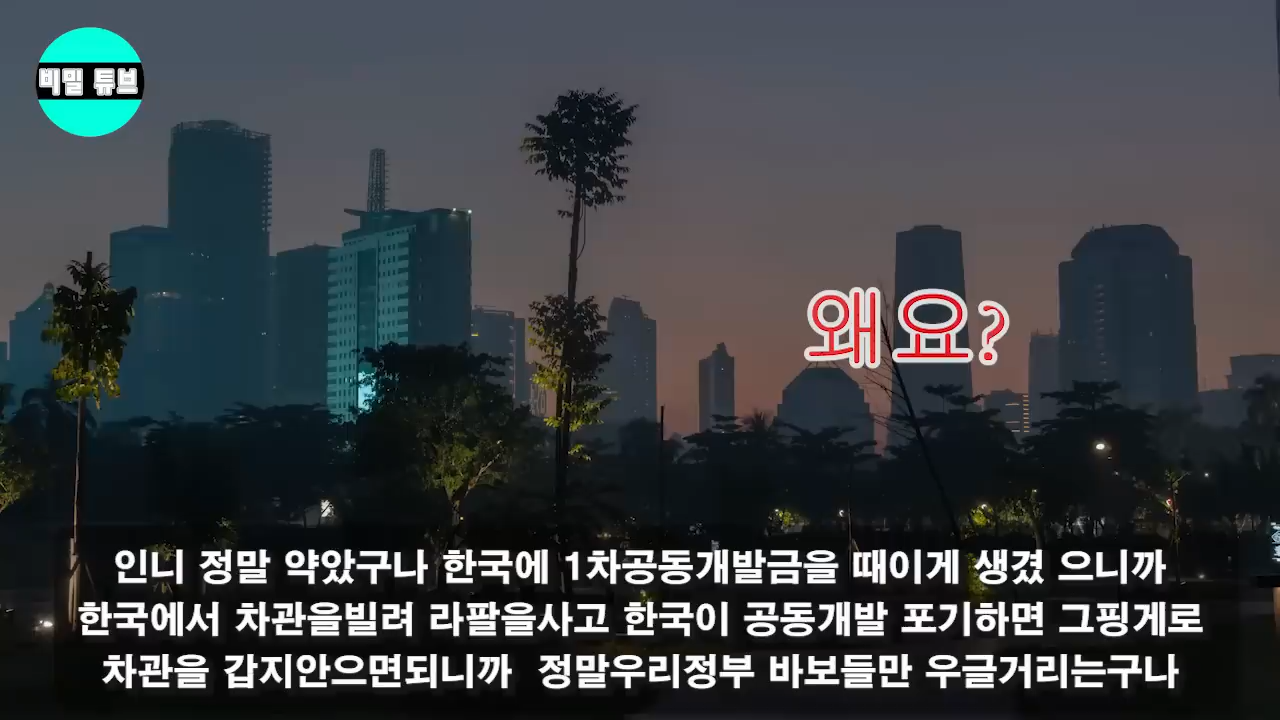 비밀 튜브
왜요?
인니 정말 약았구나 한국에 1차공동개발금을 때이게 생겼 으니까
한국에서 차관을빌려 라팔을사고 한국이 공동개발 포기하면 그핑게로
차관을 갑지안으면되니까 정말우리정부 바보들만 우글거리는구나